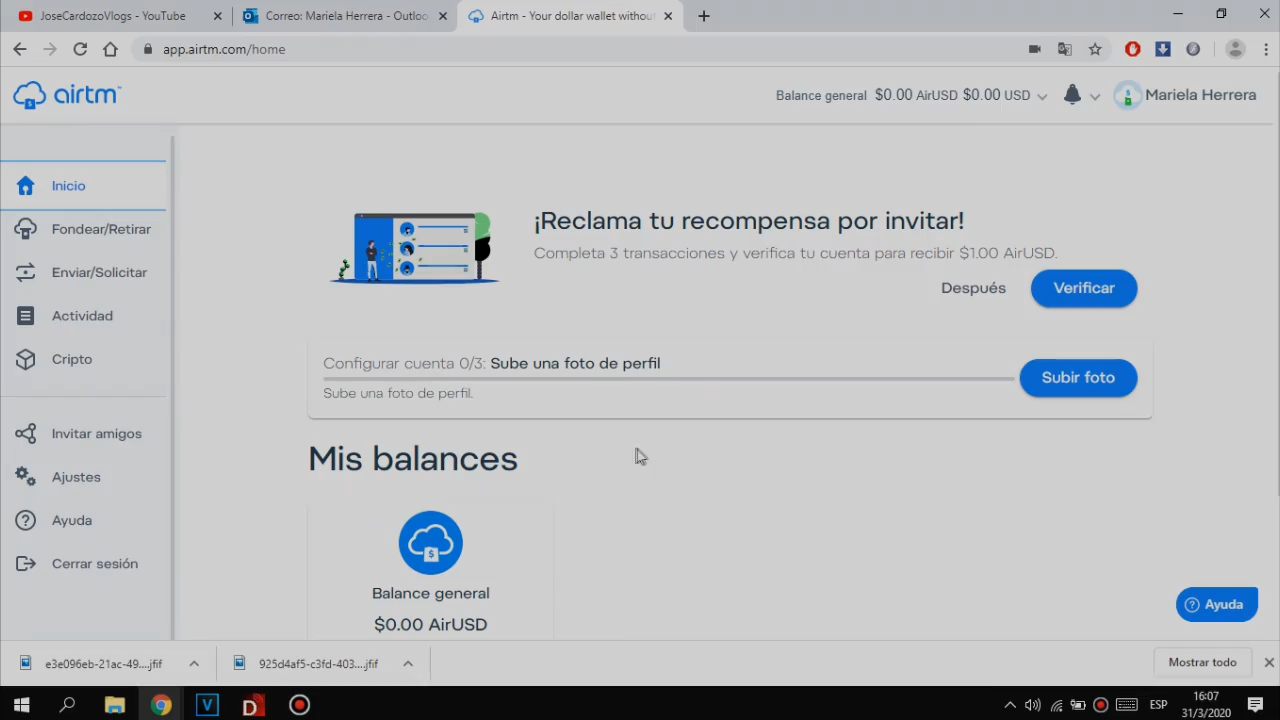 JoseCardozoVlogs - YouTube
Correo: Mariela Herrera - Outloo
Airtm - Your dollar wallet withou
app.airtm.com/home
airtm™
Balance general $0.00 AirUSD $0.00 USD
Mariela Herrera
Inicio
Fondear/Retirar
Enviar/Solicitar
Actividad
Cripto
Invitar amigos
Ajustes
Ayuda
Cerrar sesión
¡Reclama tu recompensa por invitar!
Completa 3 transacciones y verifica tu cuenta para recibir $1.00 AirUSD.
Después
Verificar
Configurar cuenta 0/3: Sube una foto de perfil
Sube una foto de perfil.
Subir foto
Mis balances
Balance general
$0.00 AirUSD
Ayuda
e3e096eb-21ac-49....jfif
925d4af5-c3fd-403....jfif
Mostrar todo
ESP
16:07
31/3/2020